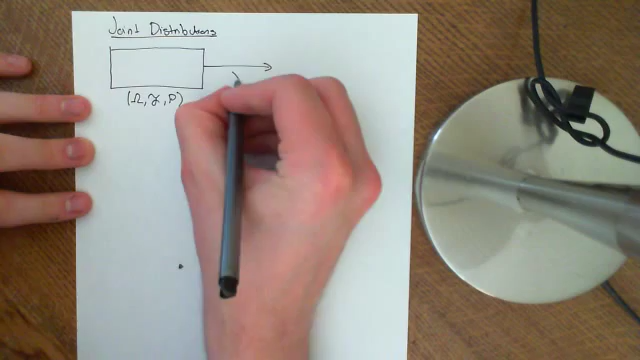 Joint Distributions
(Ω, 𝓕, P)